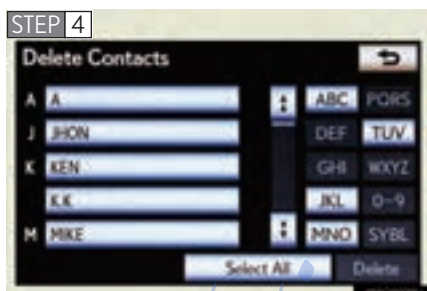 STEP 4
Delete Contacts
A A ABC PQRS
J JHON DEF TUV
K KEN GHI WXYZ
K.K JKL 0-9
M MIKE MNO SYBL
Select All Delete